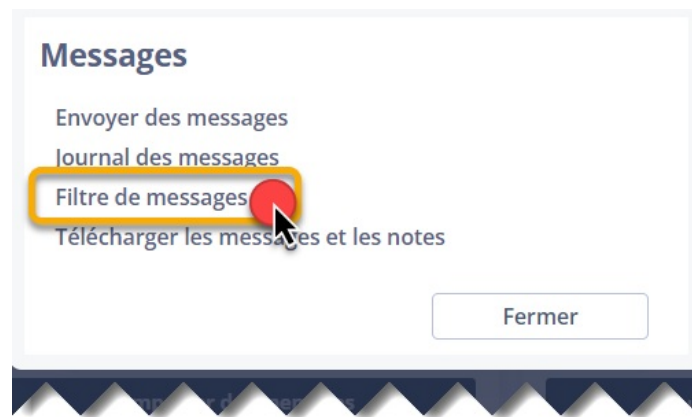 Messages
Envoyer des messages
Journal des messages
Filtre de messages
Télécharger les messages et les notes
Fermer